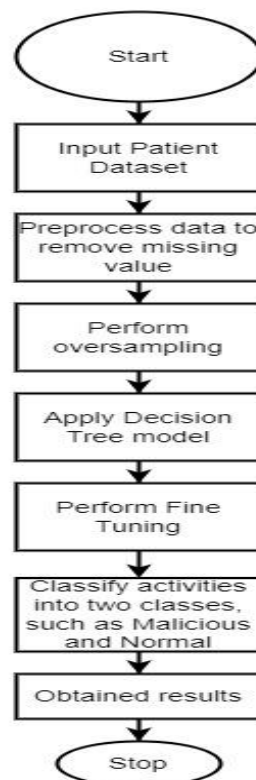 Start
Input Patient
Dataset
Preprocess data to
remove missing
value
Perform
oversampling
Apply Decision
Tree model
Perform Fine
Tuning
Classify activities
into two classes,
such as Malicious
and Normal
Obtained results
Stop